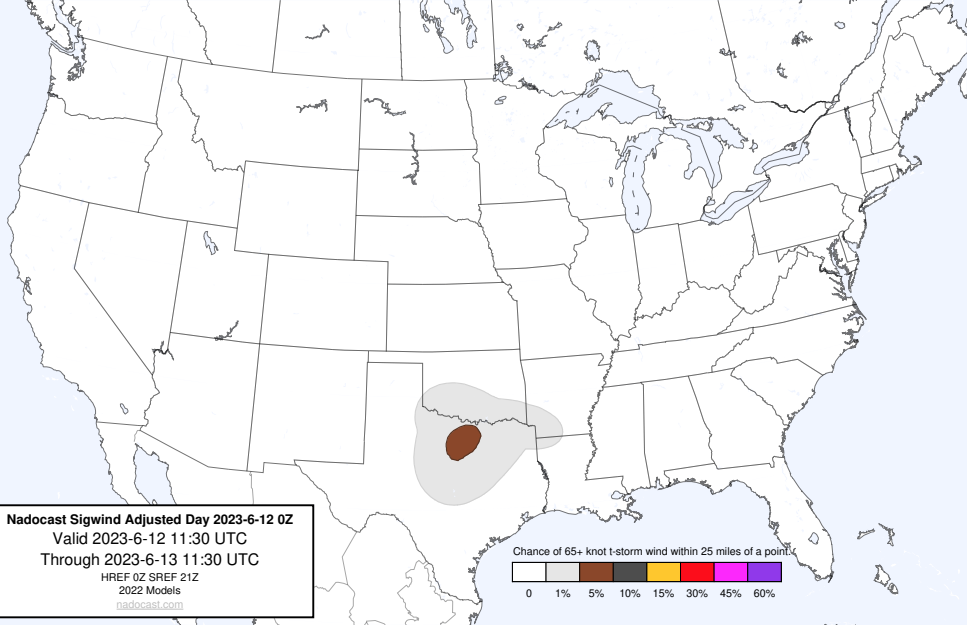 Nadocast Sigwind Adjusted Day 2023-6-12 0Z
Valid 2023-6-12 11:30 UTC
Through 2023-6-13 11:30 UTC
HREF 0Z SREF 21Z
2022 Models
nadocast.com
Chance of 65+ knot t-storm wind within 25 miles of a point.
0 1% 5% 10% 15% 30% 45% 60%